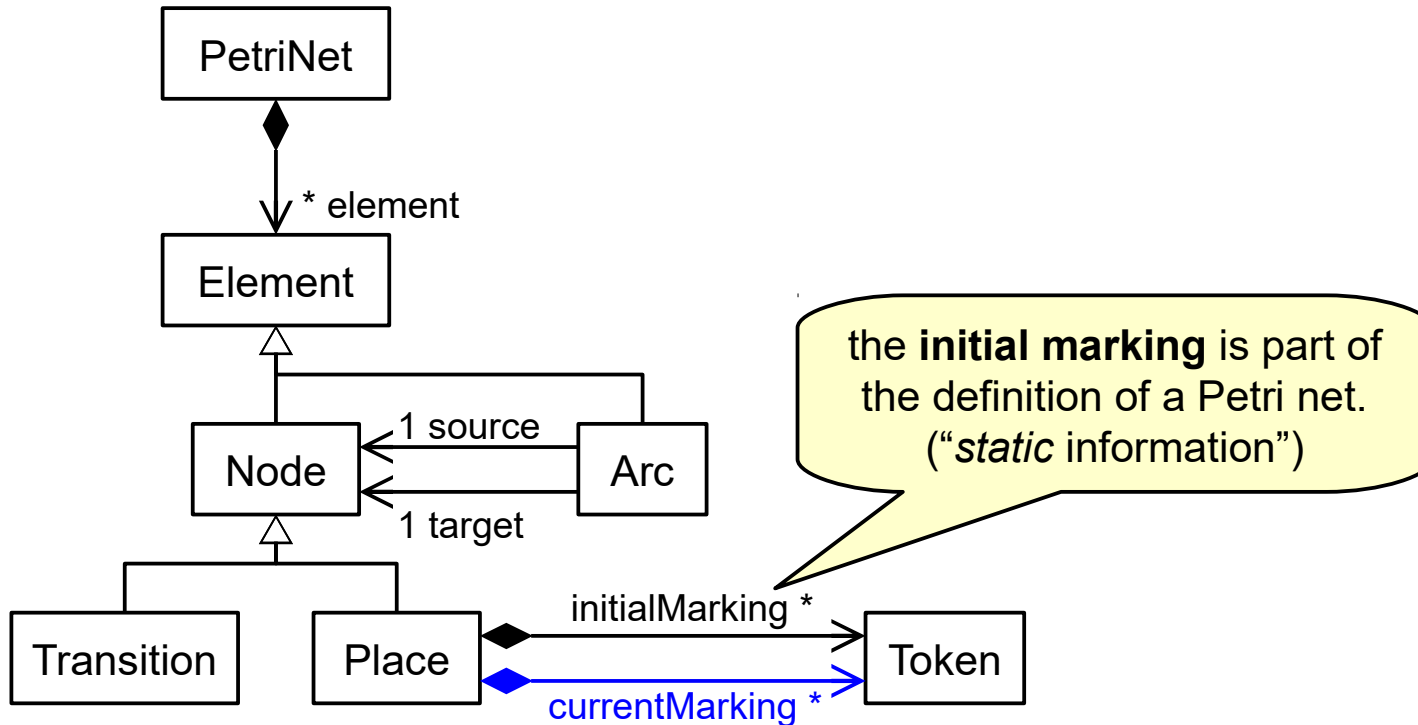 PetriNet
* element
Element
the initial marking is part of
the definition of a Petri net.
(“static information”)
1 source
Node
Arc
1 target
initialMarking *
Transition
Place
Token
currentMarking *